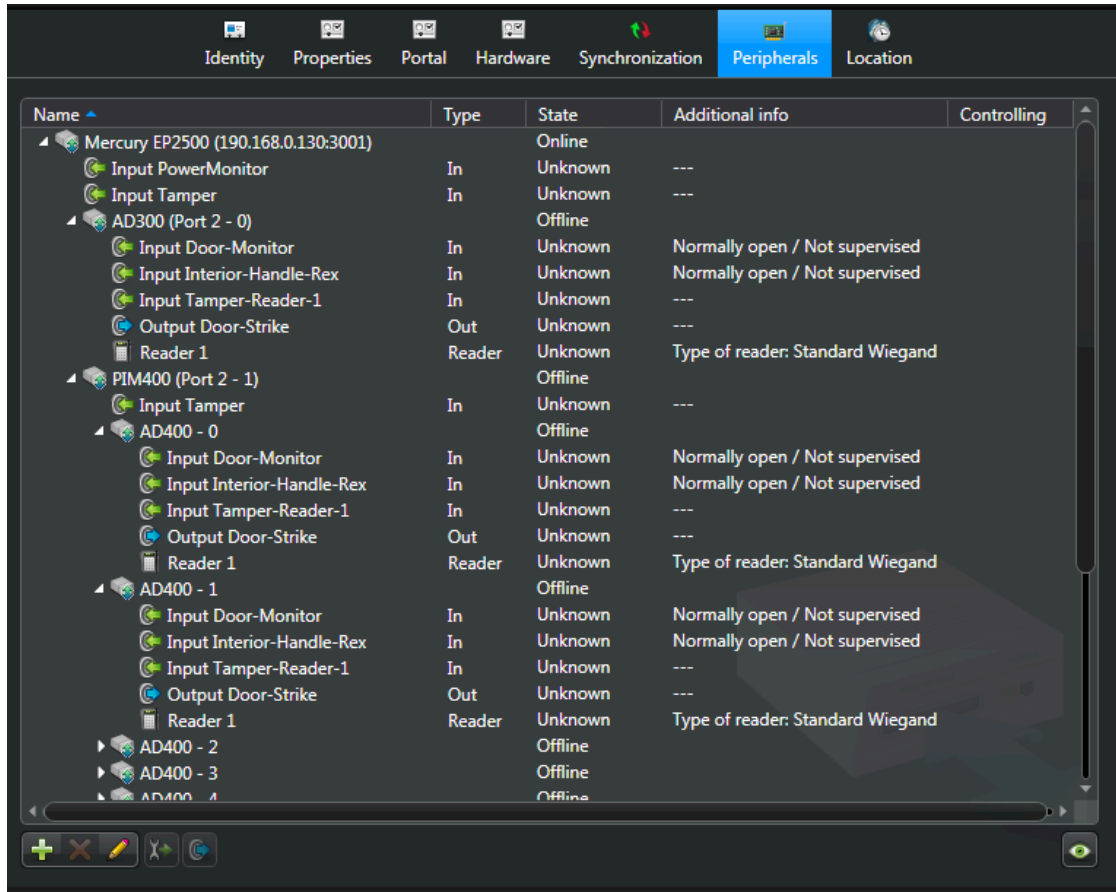 Identity Properties Portal Hardware Synchronization Peripherals Location
Name Type State Additional info Controlling
Mercury EP2500 (190.168.0.130:3001) Online
Input PowerMonitor In Unknown ---
Input Tamper In Unknown ---
AD300 (Port 2 - 0) Offline
Input Door-Monitor In Unknown Normally open / Not supervised
Input Interior-Handle-Rex In Unknown Normally open / Not supervised
Input Tamper-Reader-1 In Unknown ---
Output Door-Strike Out Unknown ---
Reader 1 Reader Unknown Type of reader: Standard Wiegand
PIM400 (Port 2 - 1) Offline
Input Tamper In Unknown ---
AD400 - 0 Offline
Input Door-Monitor In Unknown Normally open / Not supervised
Input Interior-Handle-Rex In Unknown Normally open / Not supervised
Input Tamper-Reader-1 In Unknown ---
Output Door-Strike Out Unknown ---
Reader 1 Reader Unknown Type of reader: Standard Wiegand
AD400 - 1 Offline
Input Door-Monitor In Unknown Normally open / Not supervised
Input Interior-Handle-Rex In Unknown Normally open / Not supervised
Input Tamper-Reader-1 In Unknown ---
Output Door-Strike Out Unknown ---
Reader 1 Reader Unknown Type of reader: Standard Wiegand
AD400 - 2 Offline
AD400 - 3 Offline
AD400 - 4 Offline